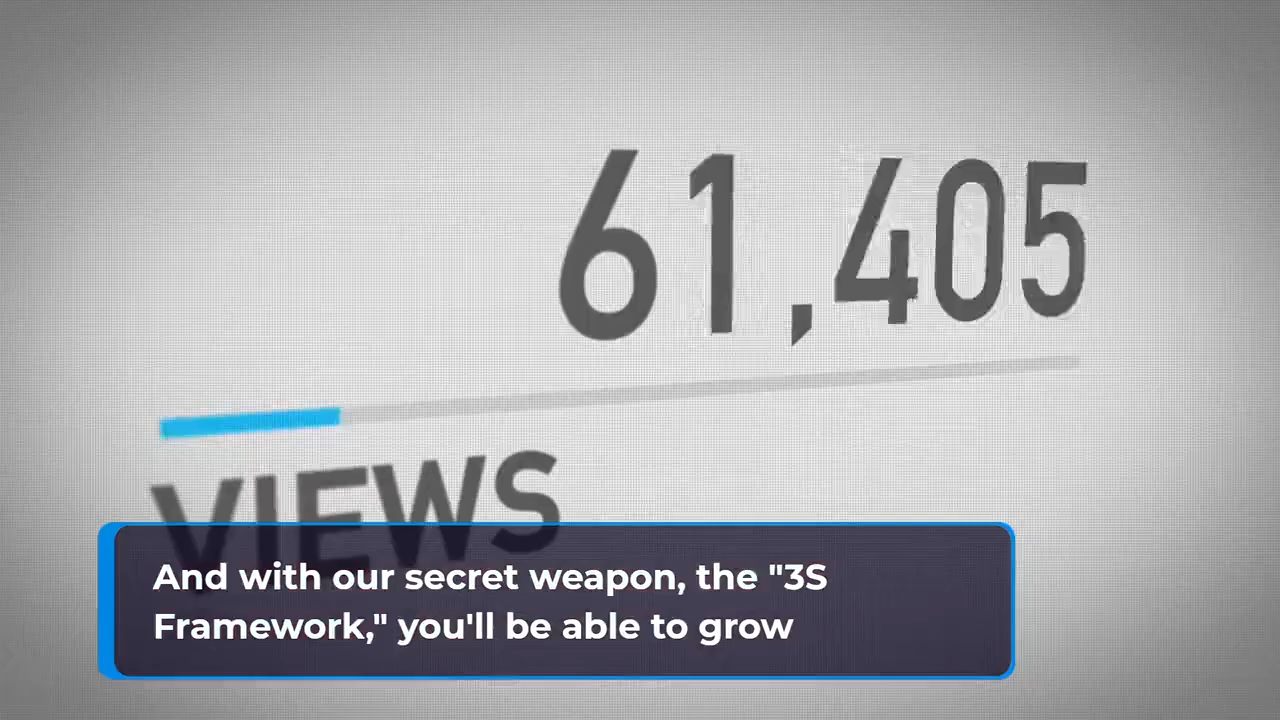 61,405
VIEWS
And with our secret weapon, the "3S
Framework," you'll be able to grow